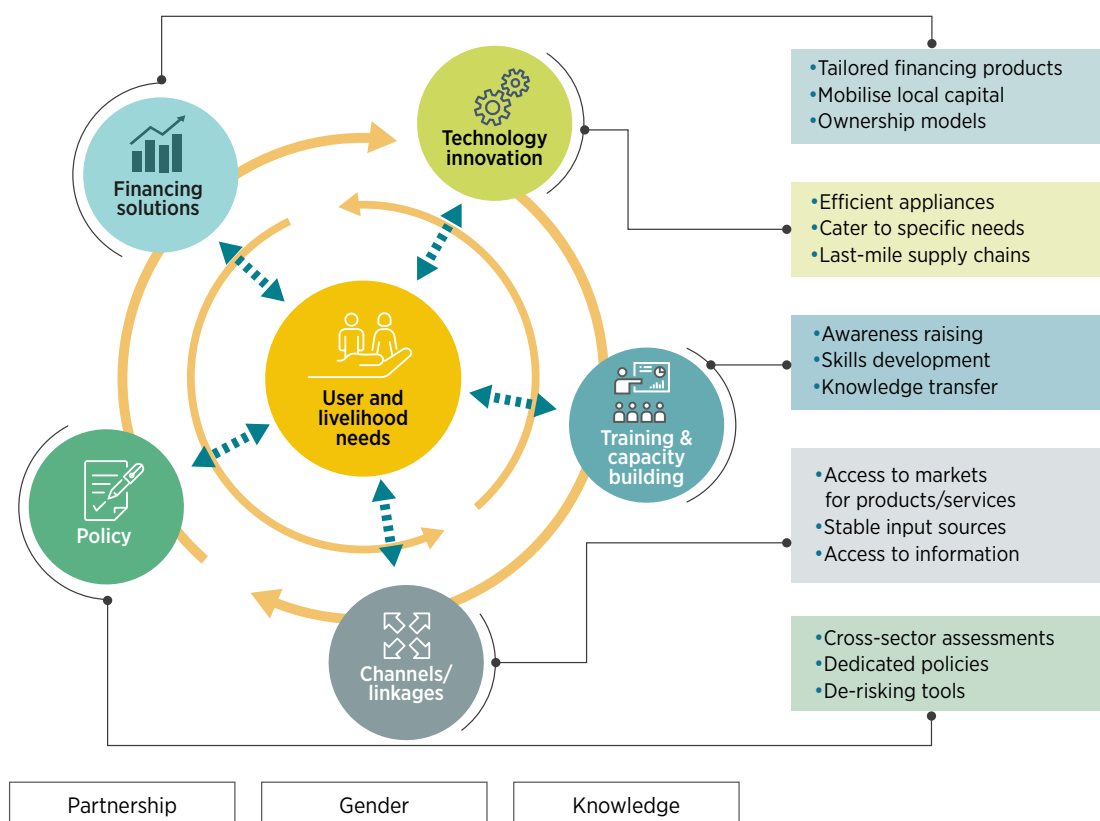 Financing
solutions
Technology
innovation
User and
livelihood
needs
Training &
capacity
building
Policy
Channels/
linkages
•Tailored financing products
•Mobilise local capital
•Ownership models
•Efficient appliances
•Cater to specific needs
•Last-mile supply chains
•Awareness raising
•Skills development
•Knowledge transfer
•Access to markets
for products/services
•Stable input sources
•Access to information
•Cross-sector assessments
•Dedicated policies
•De-risking tools
Partnership
Gender
Knowledge